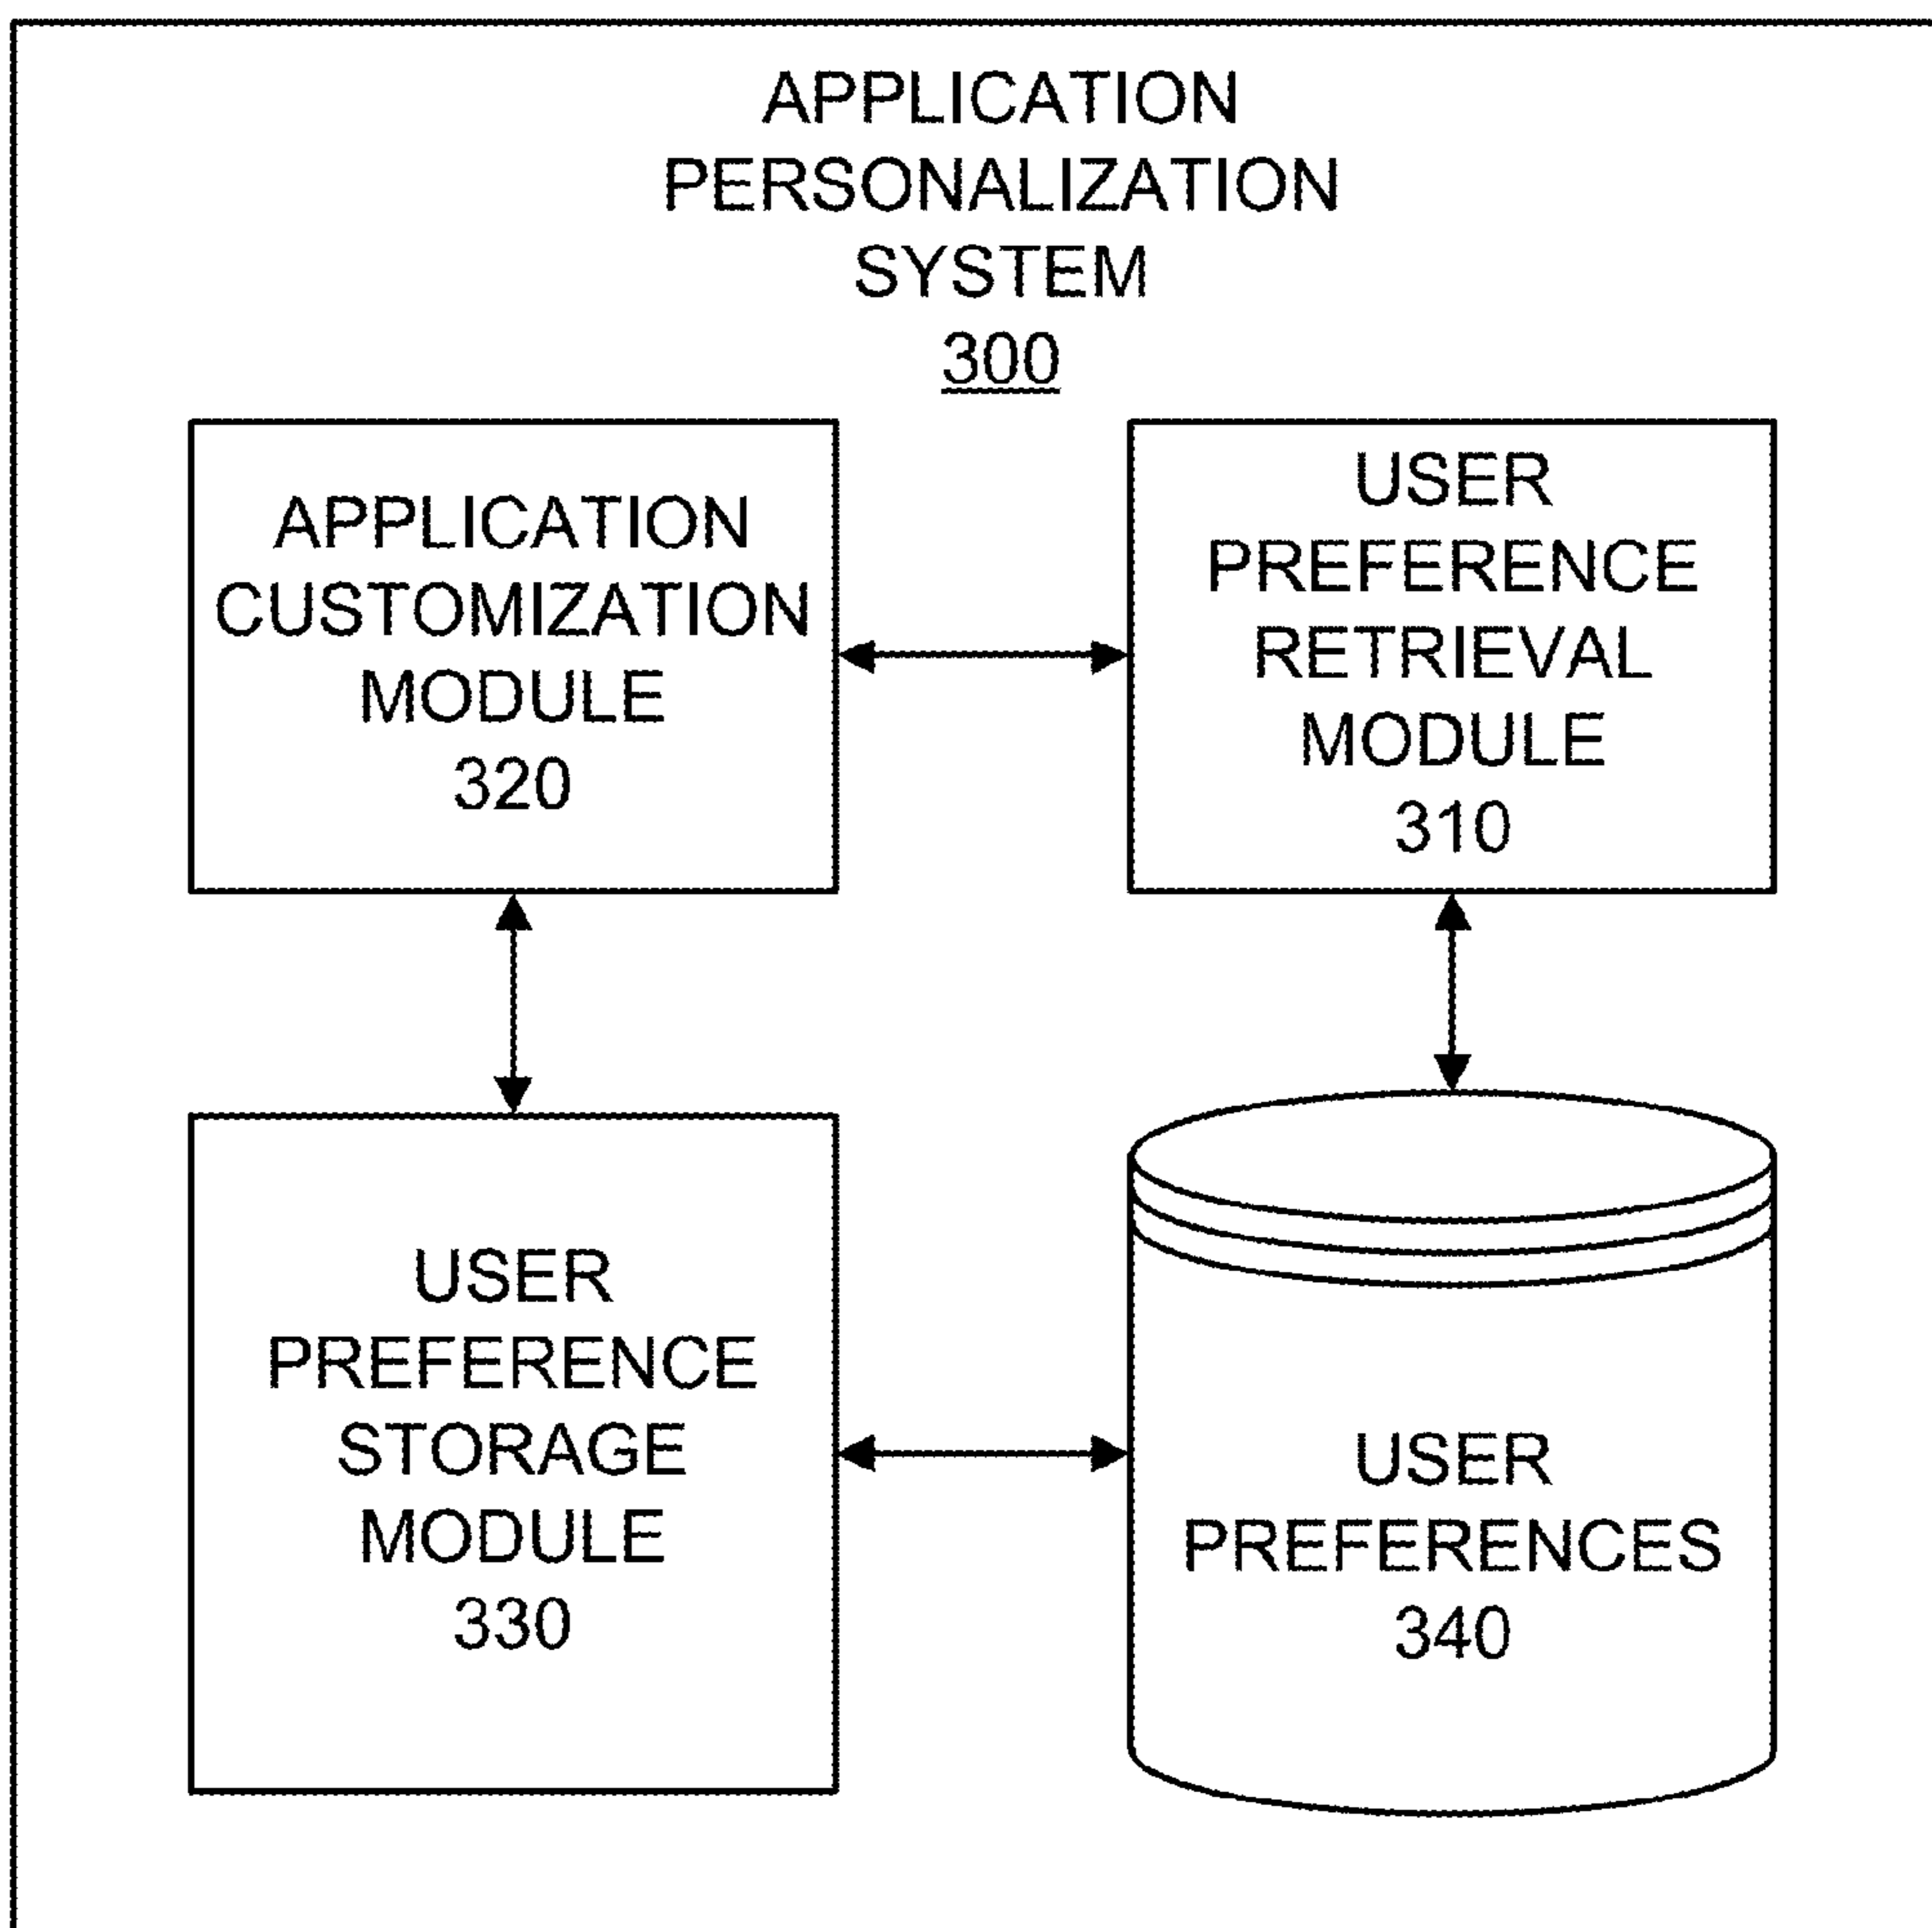 APPLICATION
PERSONALIZATION
SYSTEM
300
APPLICATION
CUSTOMIZATION
MODULE
320
USER
PREFERENCE
RETRIEVAL
MODULE
310
USER
PREFERENCE
STORAGE
MODULE
330
USER
PREFERENCES
340